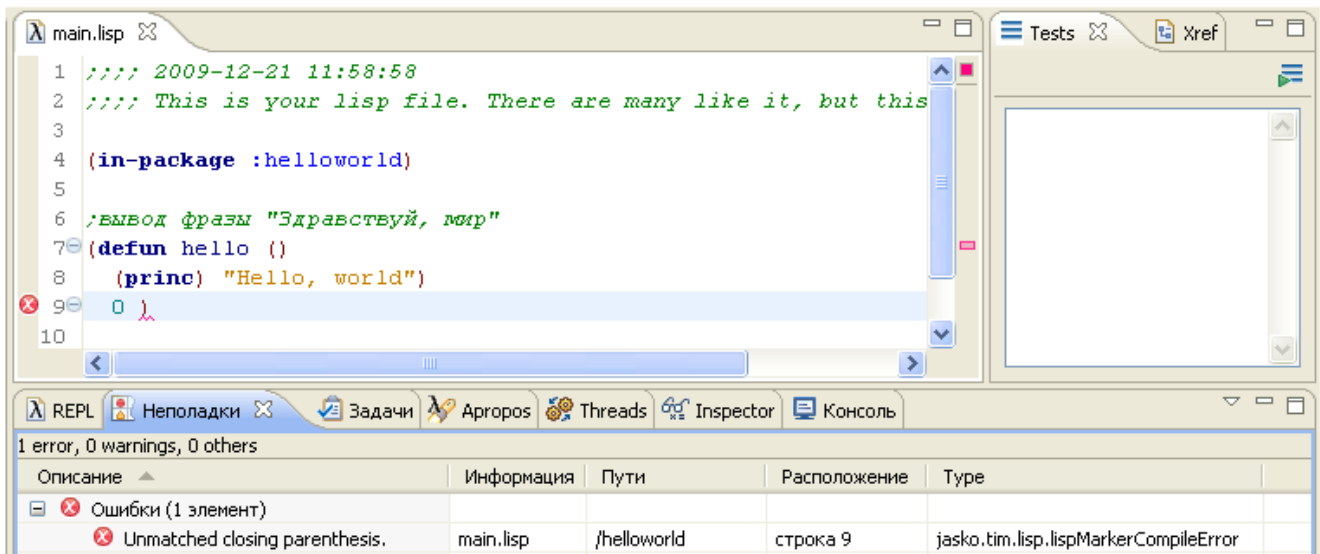 main.lisp
Tests Xref
1 ;;;; 2009-12-21 11:58:58
2 ;;;; This is your lisp file. There are many like it, but this
3
4 (in-package :helloworld)
5
6 ;вывод фразы "Здравствуй, мир"
7 (defun hello ()
8 (princ) "Hello, world")
9 0 )
10
REPL Неполадки Задачи Apropos Threads Inspector Консоль
1 error, 0 warnings, 0 others
Описание Информация Пути Расположение Type
Ошибки (1 элемент)
Unmatched closing parenthesis. main.lisp /helloworld строка 9 jasko.tim.lisp.lispMarkerCompileError